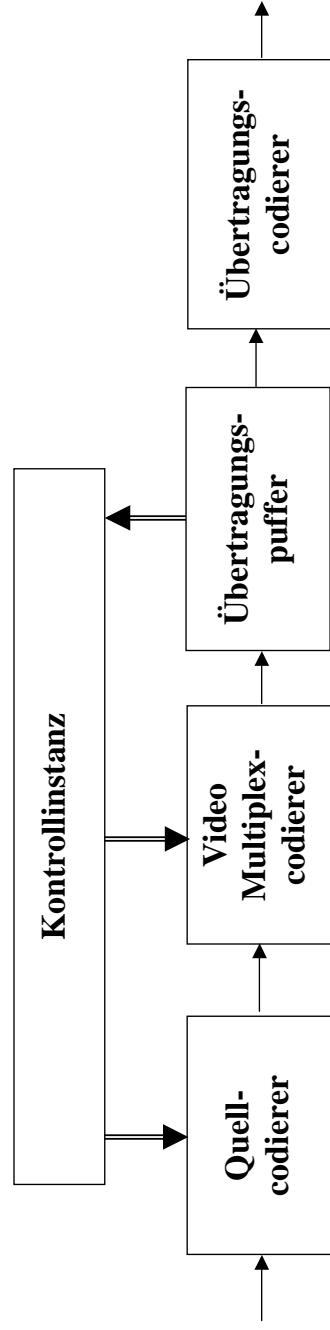 Kontrollinstanz
Quell-
codierer
Video
Multiplex-
codierer
Übertragungs-
puffer
Übertragungs-
codierer